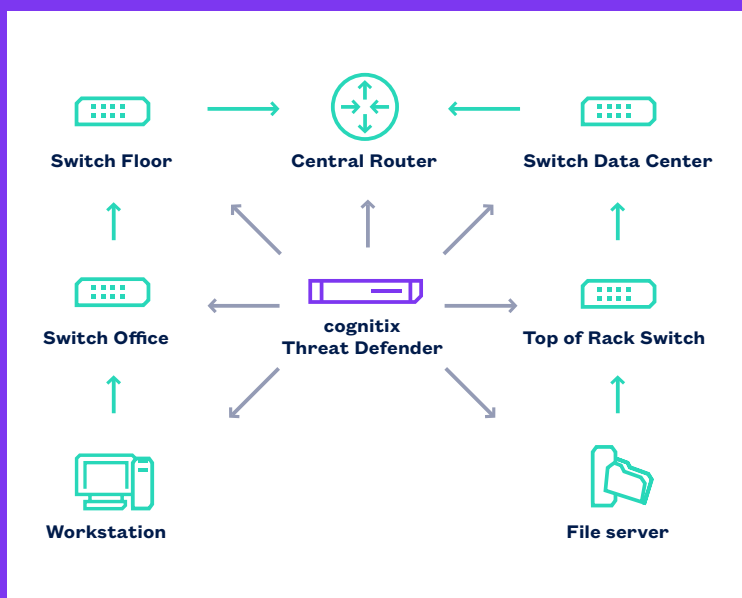 Switch Floor
Central Router
Switch Data Center
Switch Office
cognitix
Threat Defender
Top of Rack Switch
Workstation
File server